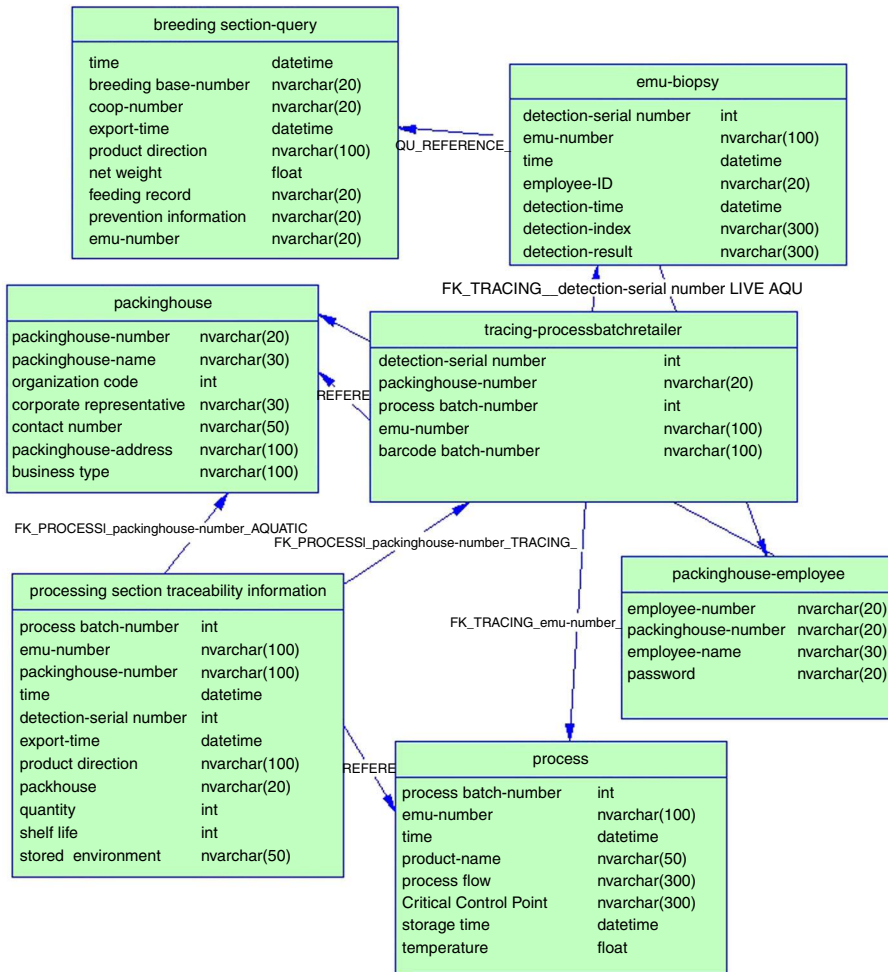 breeding section-query
time datetime
breeding base-number nvarchar(20)
coop-number nvarchar(20)
export-time datetime
product direction nvarchar(100)
net weight float
feeding record nvarchar(20)
prevention information nvarchar(20)
emu-number nvarchar(20)
QU_REFERENCE_
emu-biopsy
detection-serial number int
emu-number nvarchar(100)
time datetime
employee-ID nvarchar(20)
detection-time datetime
detection-index nvarchar(300)
detection-result nvarchar(300)
FK_TRACING__detection-serial number LIVE AQU
packinghouse
packinghouse-number nvarchar(20)
packinghouse-name nvarchar(30)
organization code int
corporate representative nvarchar(30)
contact number nvarchar(50)
packinghouse-address nvarchar(100)
business type nvarchar(100)
REFERE
tracing-processbatchretailer
detection-serial number int
packinghouse-number nvarchar(20)
process batch-number int
emu-number nvarchar(100)
barcode batch-number nvarchar(100)
FK_PROCESSI_packinghouse-number_AQUATIC
FK_PROCESSI_packinghouse-number_TRACING_
FK_TRACING_emu-number_
packinghouse-employee
employee-number nvarchar(20)
packinghouse-number nvarchar(20)
employee-name nvarchar(30)
password nvarchar(20)
processing section traceability information
process batch-number int
emu-number nvarchar(100)
packinghouse-number nvarchar(100)
time datetime
detection-serial number int
export-time datetime
product direction nvarchar(100)
packhouse nvarchar(20)
quantity int
shelf life int
stored environment nvarchar(50)
REFERE
process
process batch-number int
emu-number nvarchar(100)
time datetime
product-name nvarchar(50)
process flow nvarchar(300)
Critical Control Point nvarchar(300)
storage time datetime
temperature float